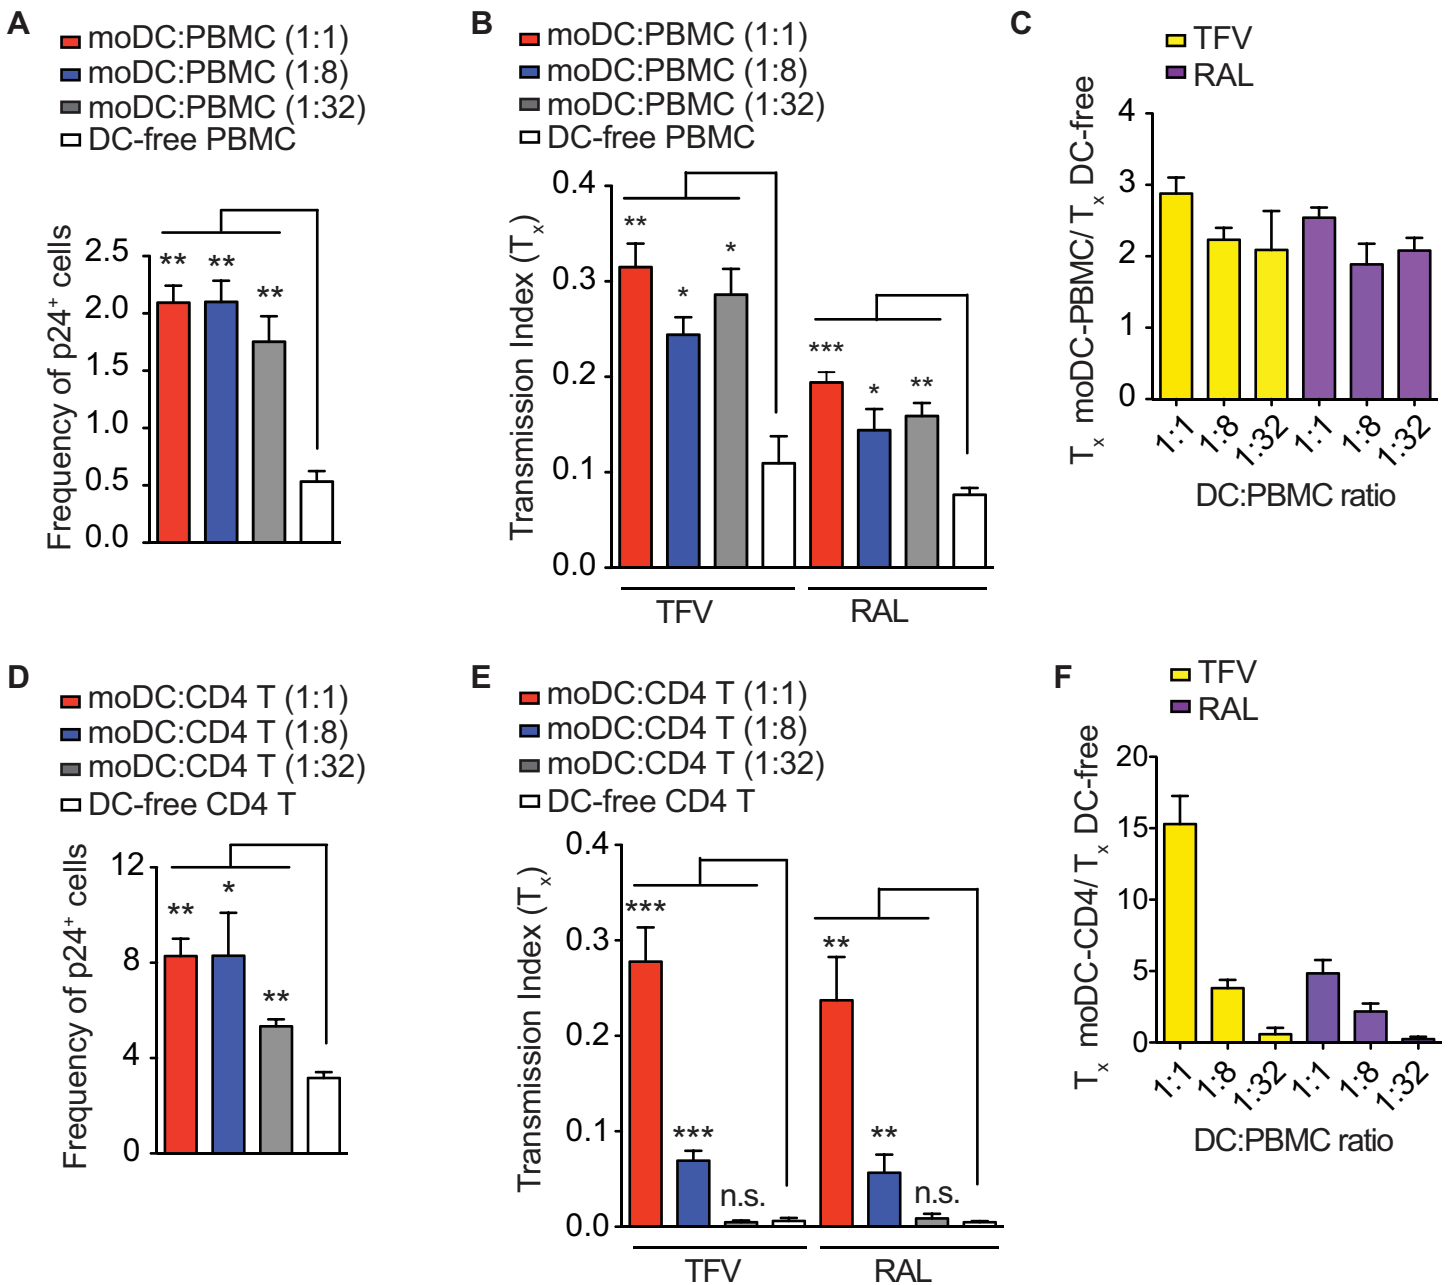 A
moDC:PBMC (1:1)
moDC:PBMC (1:8)
moDC:PBMC (1:32)
DC-free PBMC
Frequency of p24⁺ cells
2.5
2.0
1.5
1.0
0.5
0.0
** ** **
B
moDC:PBMC (1:1)
moDC:PBMC (1:8)
moDC:PBMC (1:32)
DC-free PBMC
Transmission Index (Tₓ)
0.4
0.3
0.2
0.1
0.0
** * *
*** * **
TFV RAL
C
TFV
RAL
Tₓ moDC-PBMC/ Tₓ DC-free
4
3
2
1
0
1:1 1:8 1:32 1:1 1:8 1:32
DC:PBMC ratio
D
moDC:CD4 T (1:1)
moDC:CD4 T (1:8)
moDC:CD4 T (1:32)
DC-free CD4 T
Frequency of p24⁺ cells
12
8
4
0
** * **
E
moDC:CD4 T (1:1)
moDC:CD4 T (1:8)
moDC:CD4 T (1:32)
DC-free CD4 T
Transmission Index (Tₓ)
0.4
0.3
0.2
0.1
0.0
*** *** n.s.
** ** n.s.
TFV RAL
F
TFV
RAL
Tₓ moDC-CD4/ Tₓ DC-free
20
15
10
5
0
1:1 1:8 1:32 1:1 1:8 1:32
DC:PBMC ratio